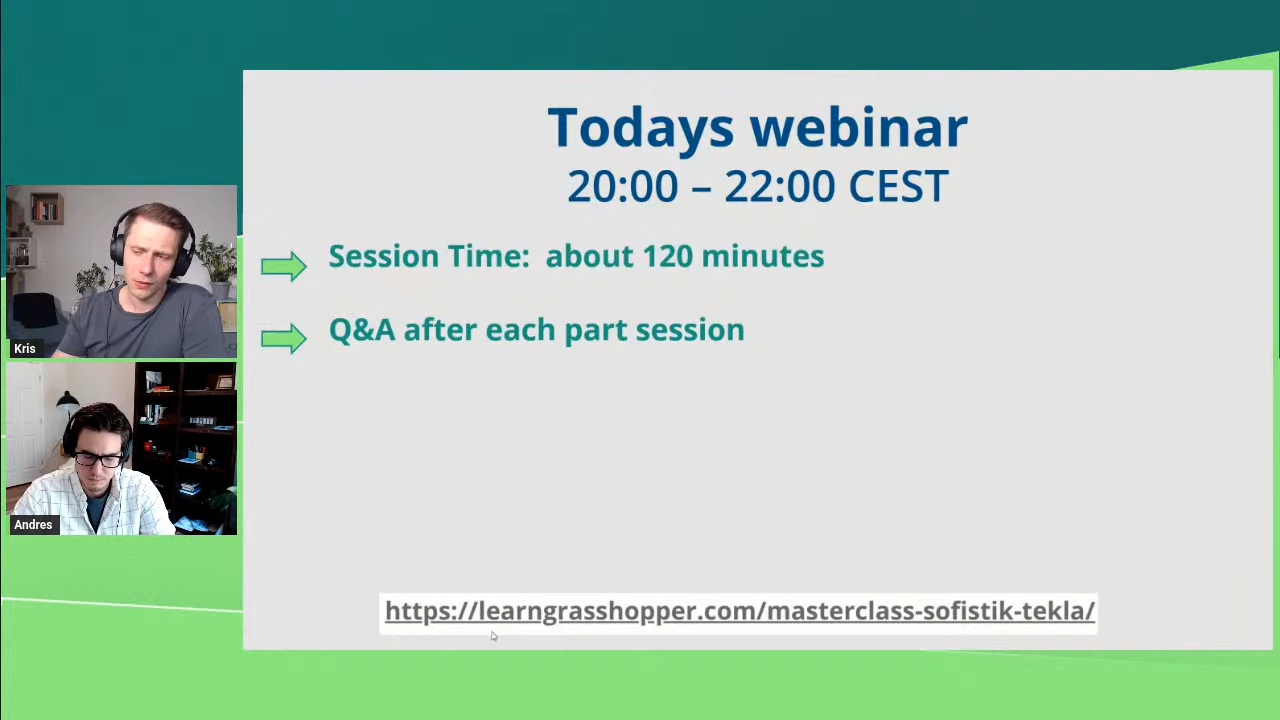 Todays webinar
20:00 – 22:00 CEST
Session Time: about 120 minutes
Q&A after each part session
https://learngrasshopper.com/masterclass-sofistik-tekla/
Kris
Andres